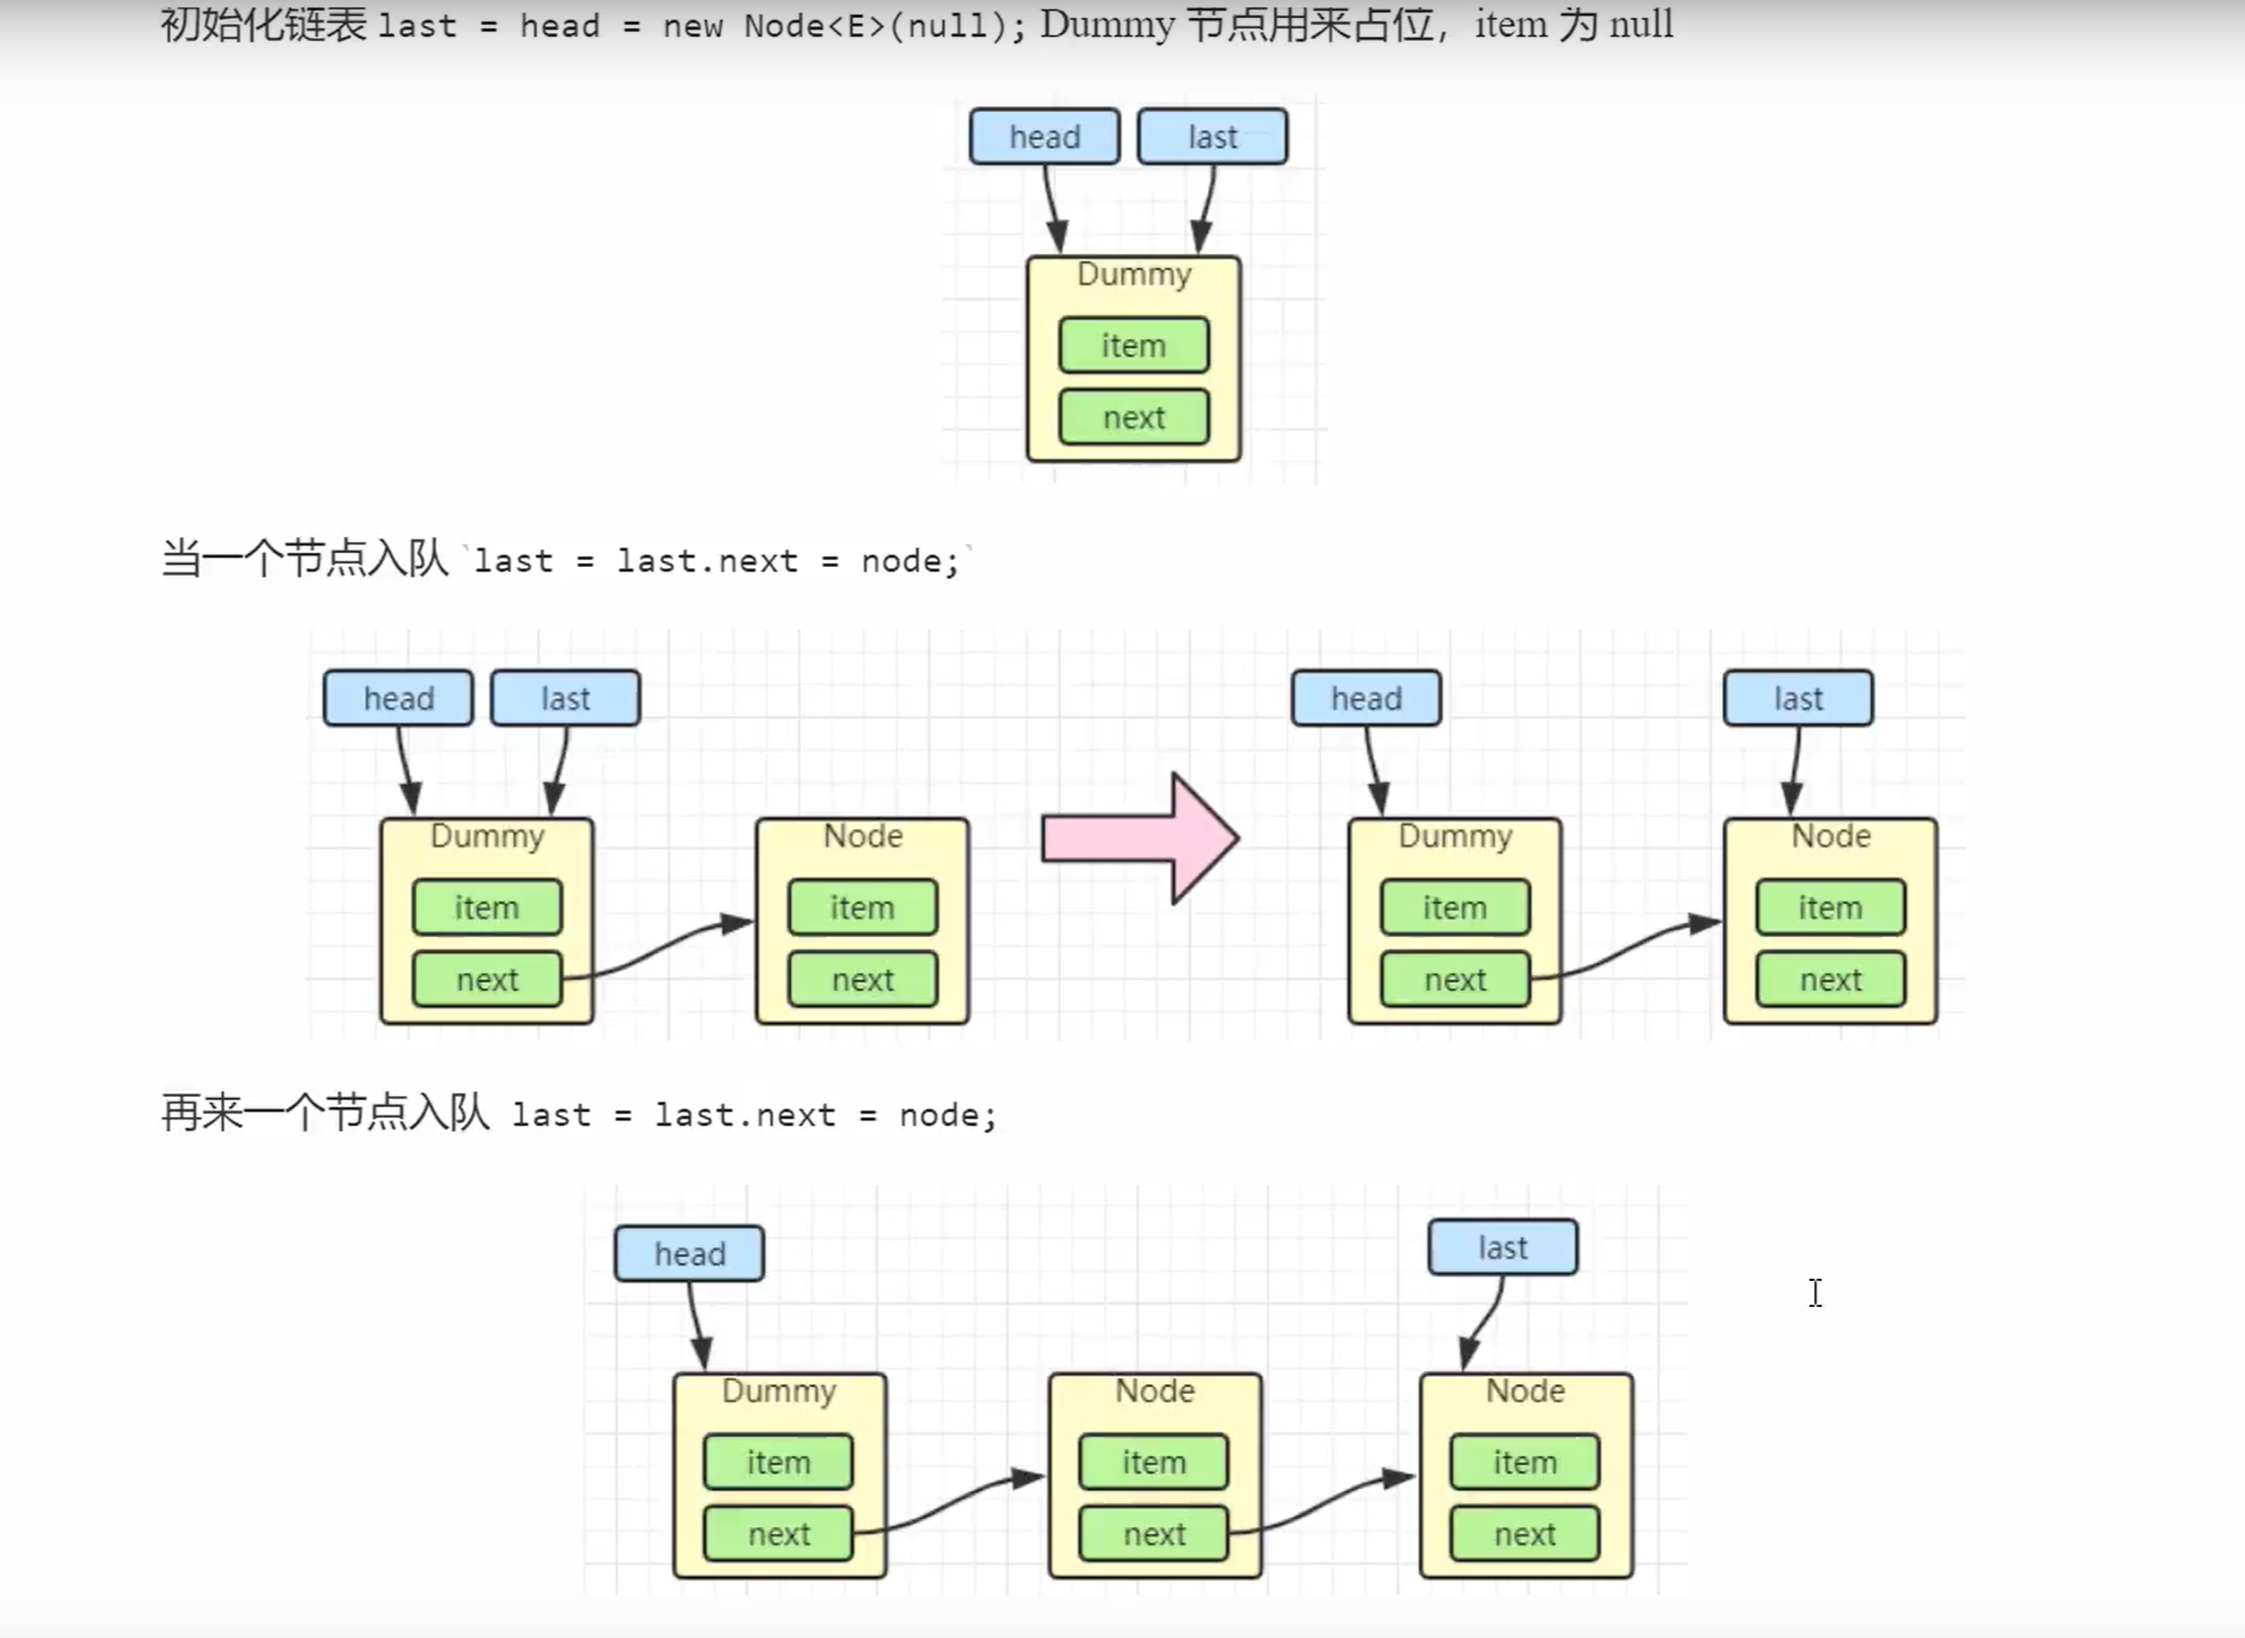 初始化链表 last = head = new Node<E>(null); Dummy 节点用来占位，item 为 null
head last
Dummy
item
next
当一个节点入队 `last = last.next = node;`
head last head last
Dummy Node Dummy Node
item item item item
next next next next
再来一个节点入队 last = last.next = node;
head last
Dummy Node Node
item item item
next next next